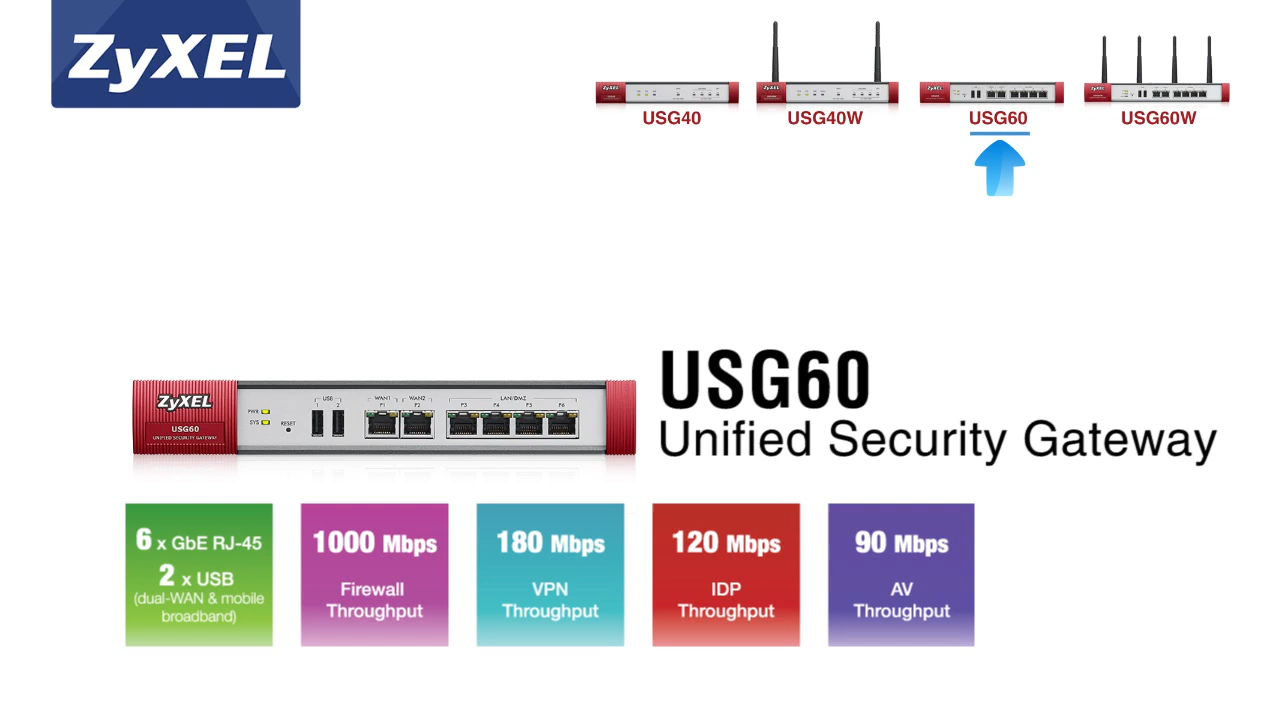 ZyXEL
USG40
USG40W
USG60
USG60W
ZyXEL
USG60
UNIFIED SECURITY GATEWAY
PWR
SYS
RESET
USB
1 2
WAN1 WAN2 LAN/DMZ
P1 P2 P3 P4 P5 P6
USG60
Unified Security Gateway
6 x GbE RJ-45
2 x USB
(dual-WAN & mobile
broadband)
1000 Mbps
Firewall
Throughput
180 Mbps
VPN
Throughput
120 Mbps
IDP
Throughput
90 Mbps
AV
Throughput